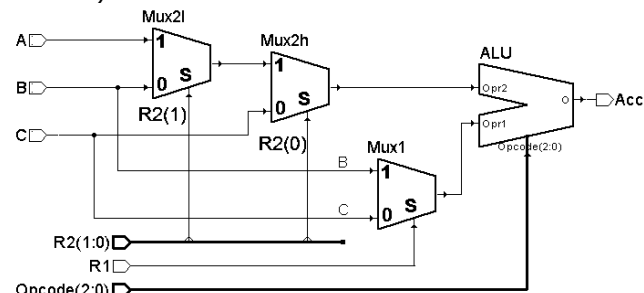 Mux2l
A
1
Mux2h
B
0
S
1
ALU
R2(1)
Opr2
O
Acc
C
0
S
R2(0)
Mux1
Opr1
B
1
Opcode(2:0)
C
0
S
R2(1:0)
R1
Opcode(2:0)